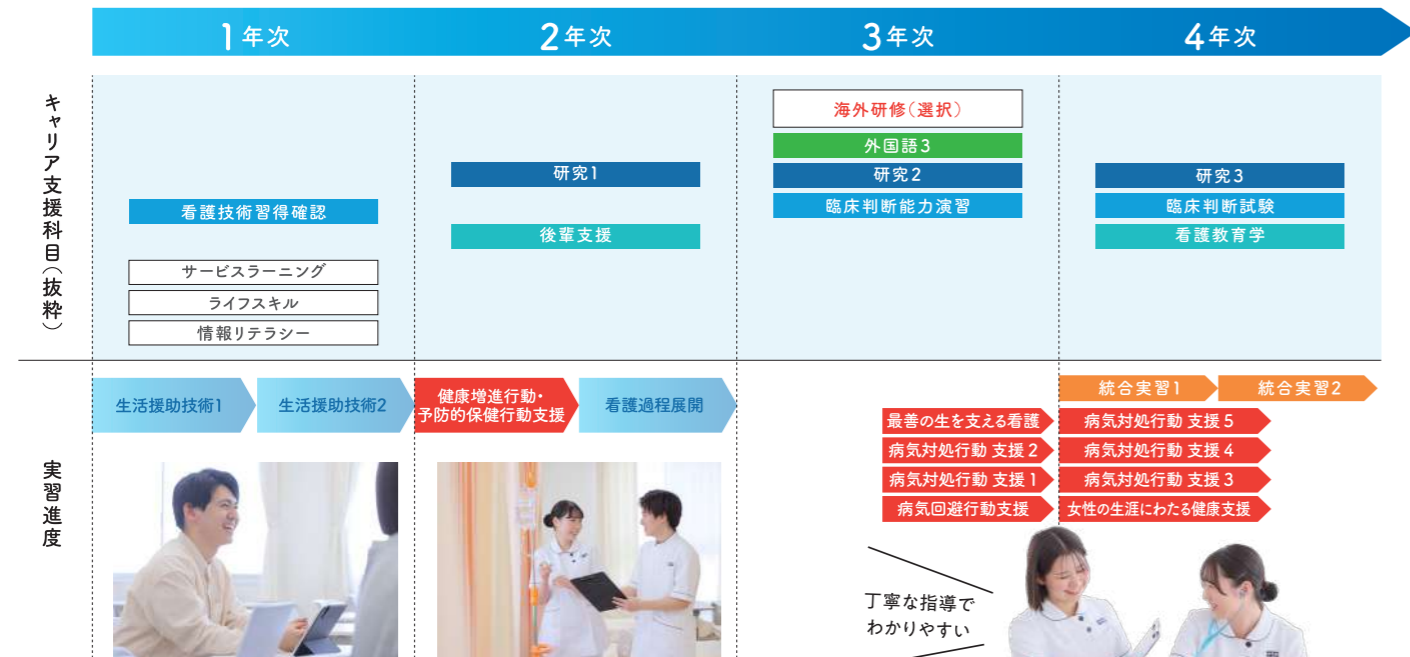 1年次
2年次
3年次
4年次
キャリア支援科目（抜粋）
看護技術習得確認
サービスラーニング
ライフスキル
情報リテラシー
研究1
後輩支援
海外研修（選択）
外国語3
研究2
臨床判断能力演習
研究3
臨床判断試験
看護教育学
実習進度
生活援助技術1
生活援助技術2
健康増進行動・
予防的保健行動支援
看護過程展開
最善の生を支える看護
病気対処行動 支援2
病気対処行動 支援1
病気回避行動支援
統合実習1
統合実習2
病気対処行動 支援5
病気対処行動 支援4
病気対処行動 支援3
女性の生涯にわたる健康支援
丁寧な指導で
わかりやすい